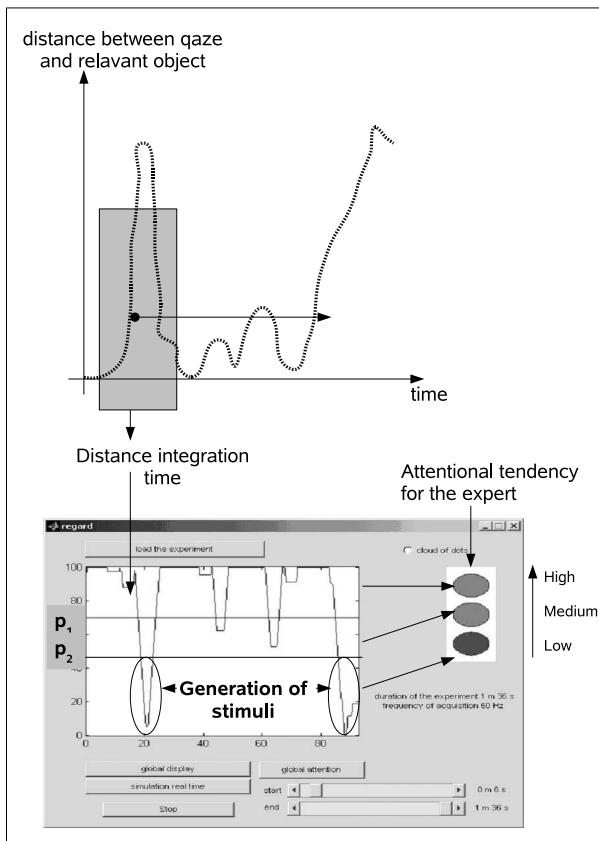 distance between qaze
and relavant object
time
Distance integration
time
Attentional tendency
for the expert
regard
load the experiment
cloud of dots
100
80
p1
p2
40
20
0
0
20
40
60
80
High
Medium
Low
Generation of
stimuli
duration of the experiment 1 m 36 s
frequency of acquisition 60 Hz
global display
global attention
simulation real time
start
0 m 6 s
Stop
end
1 m 36 s